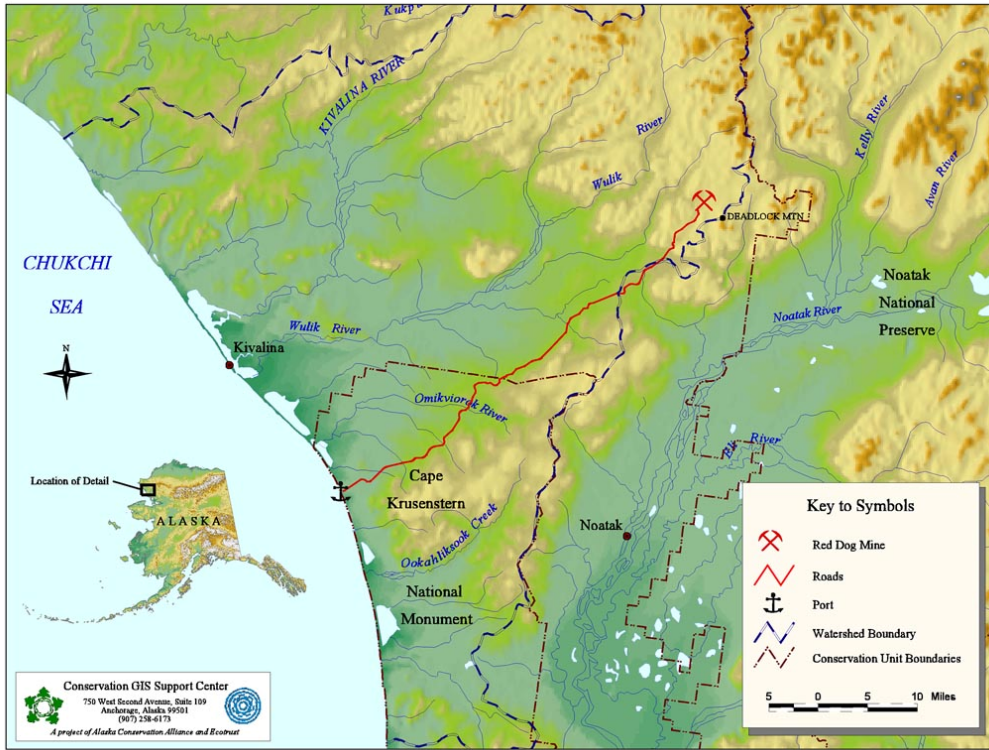 Kukpu
KIVALINA RIVER
River
Wulik
Kelly River
Avan River
DEADLOCK MTN
CHUKCHI
SEA
Noatak
National
Preserve
Noatak River
Wulik River
Kivalina
N
Omikviorok River
Eli River
Cape
Krusenstern
Noatak
Ookahliksook Creek
National
Monument
Location of Detail
ALASKA
Key to Symbols
Red Dog Mine
Roads
Port
Watershed Boundary
Conservation Unit Boundaries
5 0 5 10 Miles
Conservation GIS Support Center
750 West Second Avenue, Suite 109
Anchorage, Alaska 99501
(907) 258-6173
A project of Alaska Conservation Alliance and Ecotrust